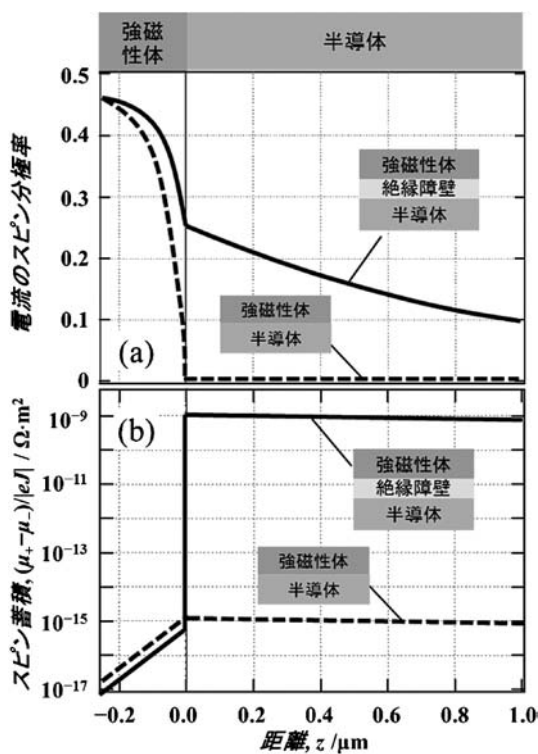 強磁
性体
半導体
0.5
0.4
0.3
0.2
0.1
0
電流のスピン分極率
強磁性体
絶縁障壁
半導体
強磁性体
半導体
(a)
(b)
10⁻⁹
10⁻¹¹
10⁻¹³
10⁻¹⁵
10⁻¹⁷
スピン蓄積, (μ₊−μ₋)/|eJ| / Ω·m²
強磁性体
絶縁障壁
半導体
強磁性体
半導体
−0.2 0.0 0.2 0.4 0.6 0.8 1.0
距離, z /μm